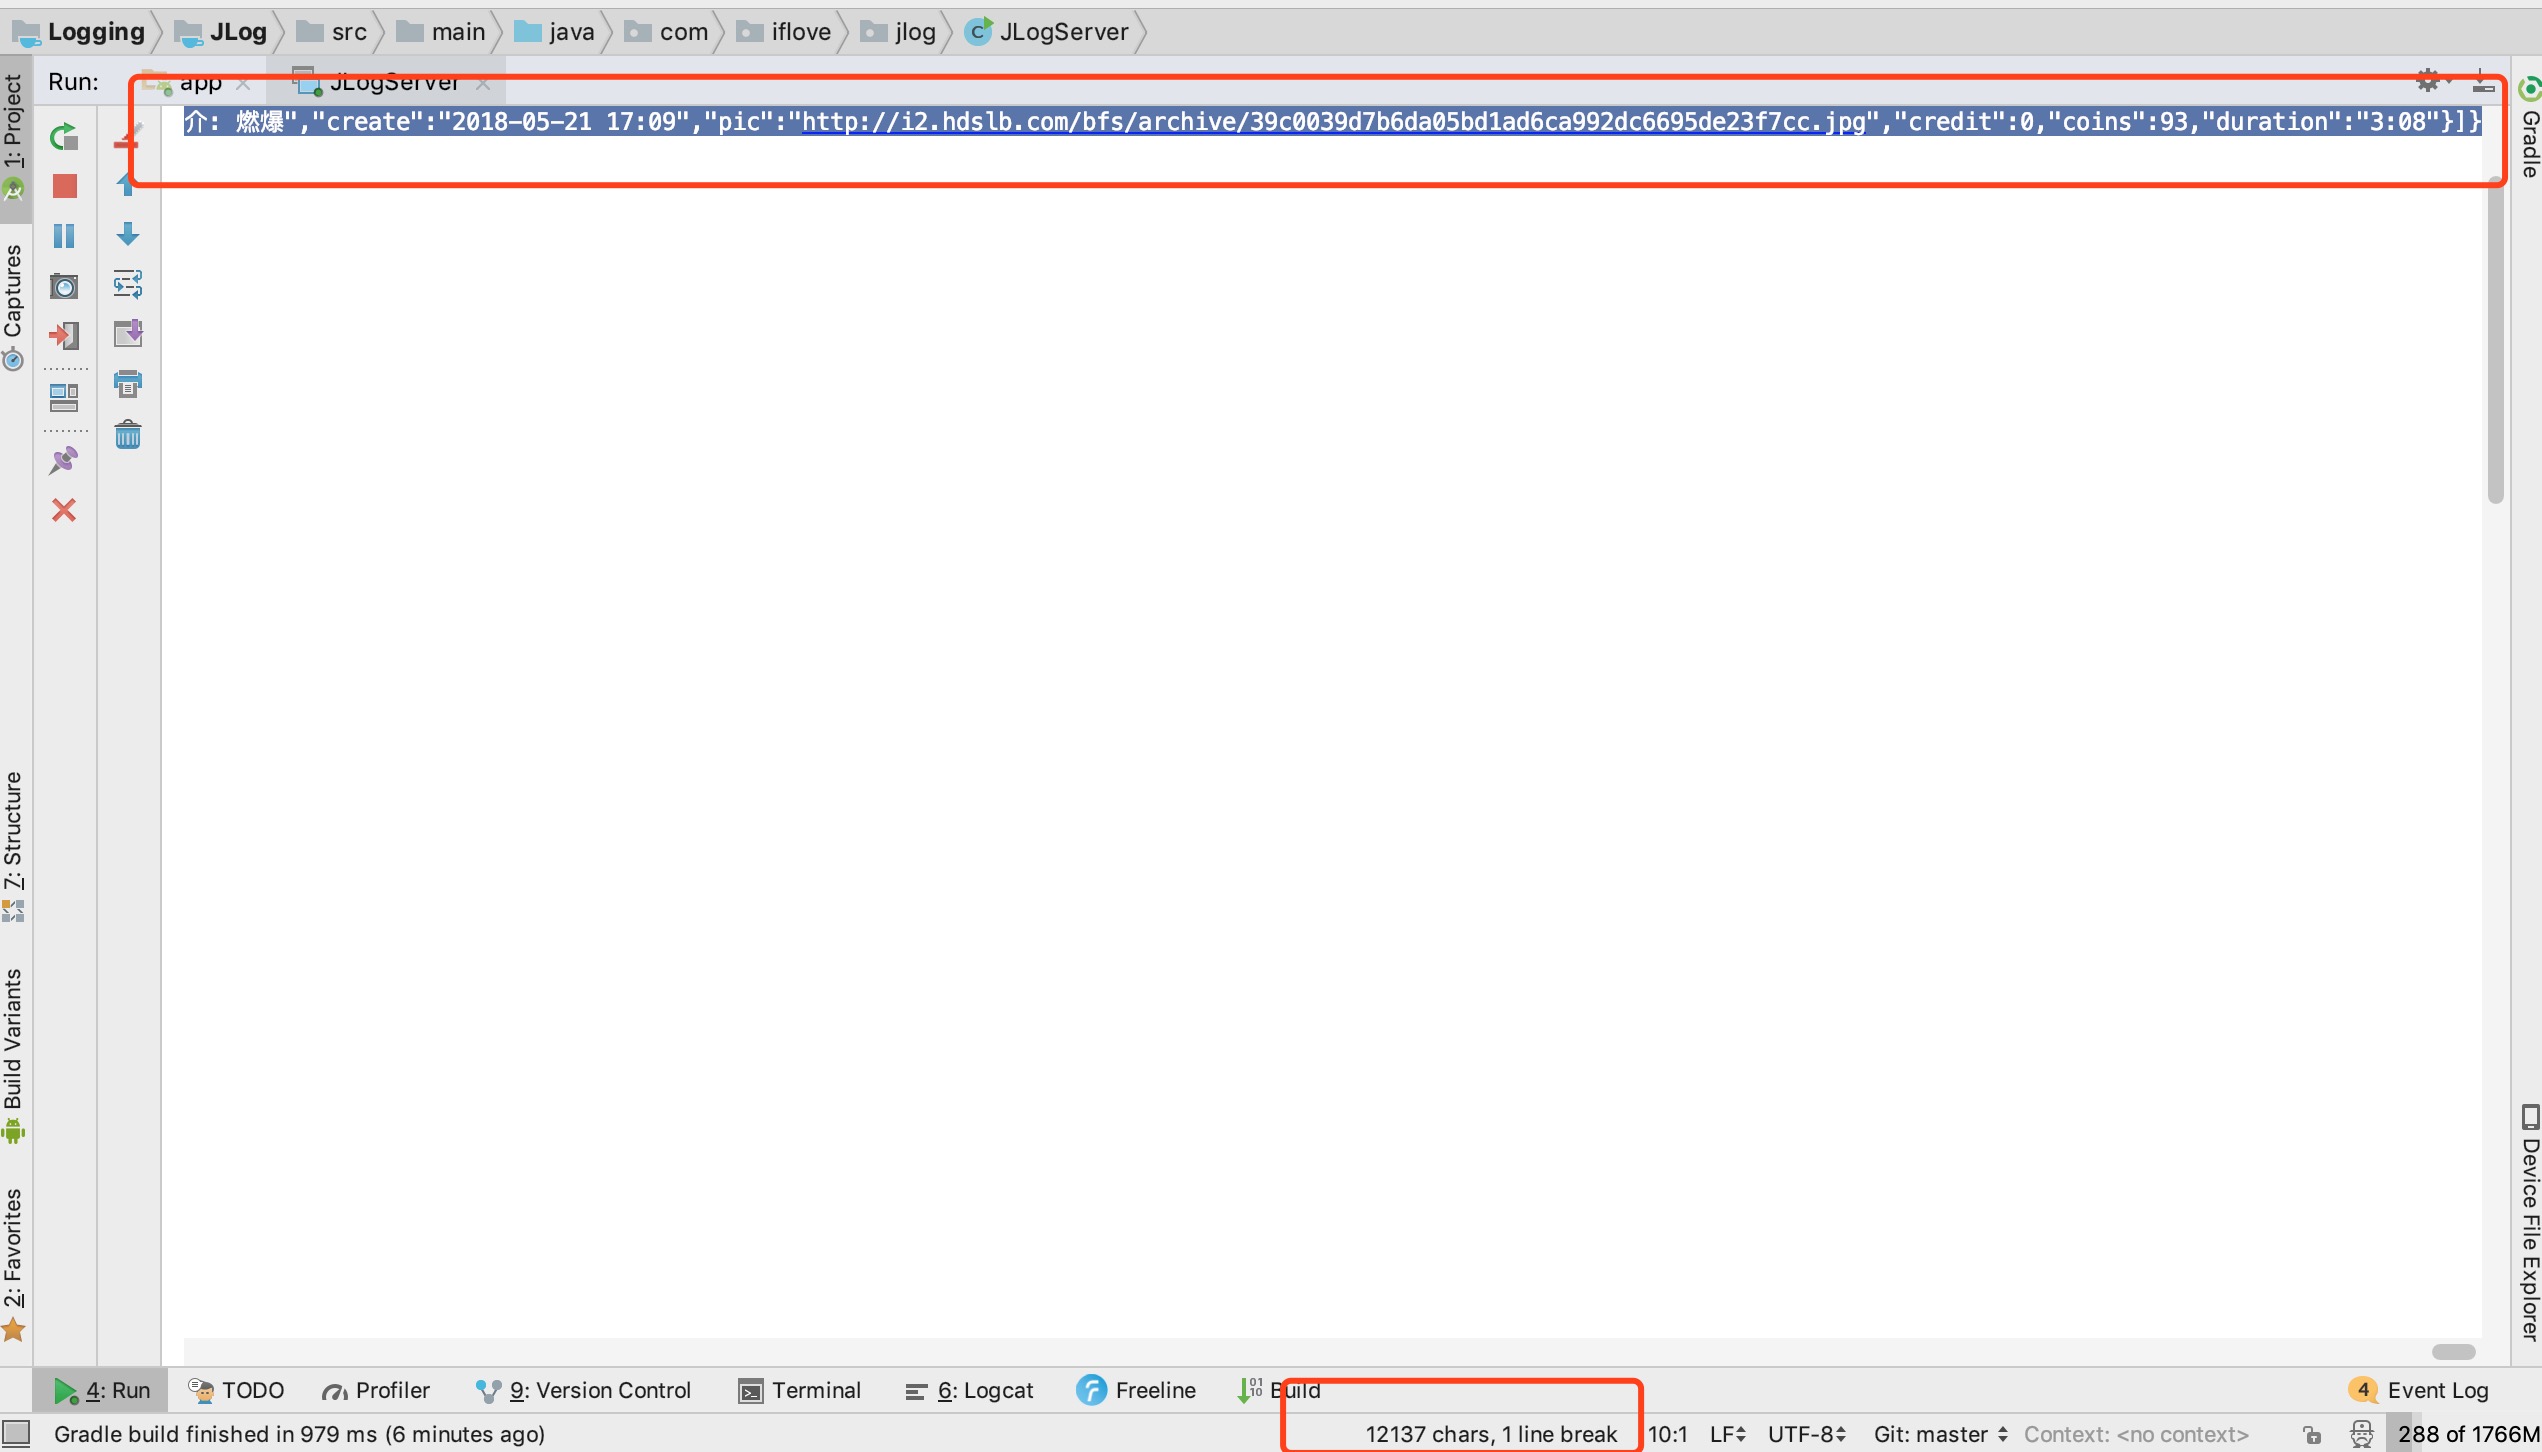 Logging JLog src main java com iflove jlog JLogServer
Run: app JLogServer
介: 燃爆","create":"2018-05-21 17:09","pic":"http://i2.hdslb.com/bfs/archive/39c0039d7b6da05bd1ad6ca992dc6695de23f7cc.jpg","credit":0,"coins":93,"duration":"3:08"}]}
1: Project
Captures
7: Structure
Build Variants
2: Favorites
Gradle
Device File Explorer
4: Run TODO Profiler 9: Version Control Terminal 6: Logcat Freeline Build 4 Event Log
Gradle build finished in 979 ms (6 minutes ago) 12137 chars, 1 line break 10:1 LF UTF-8 Git: master Context: <no context> 288 of 1766M